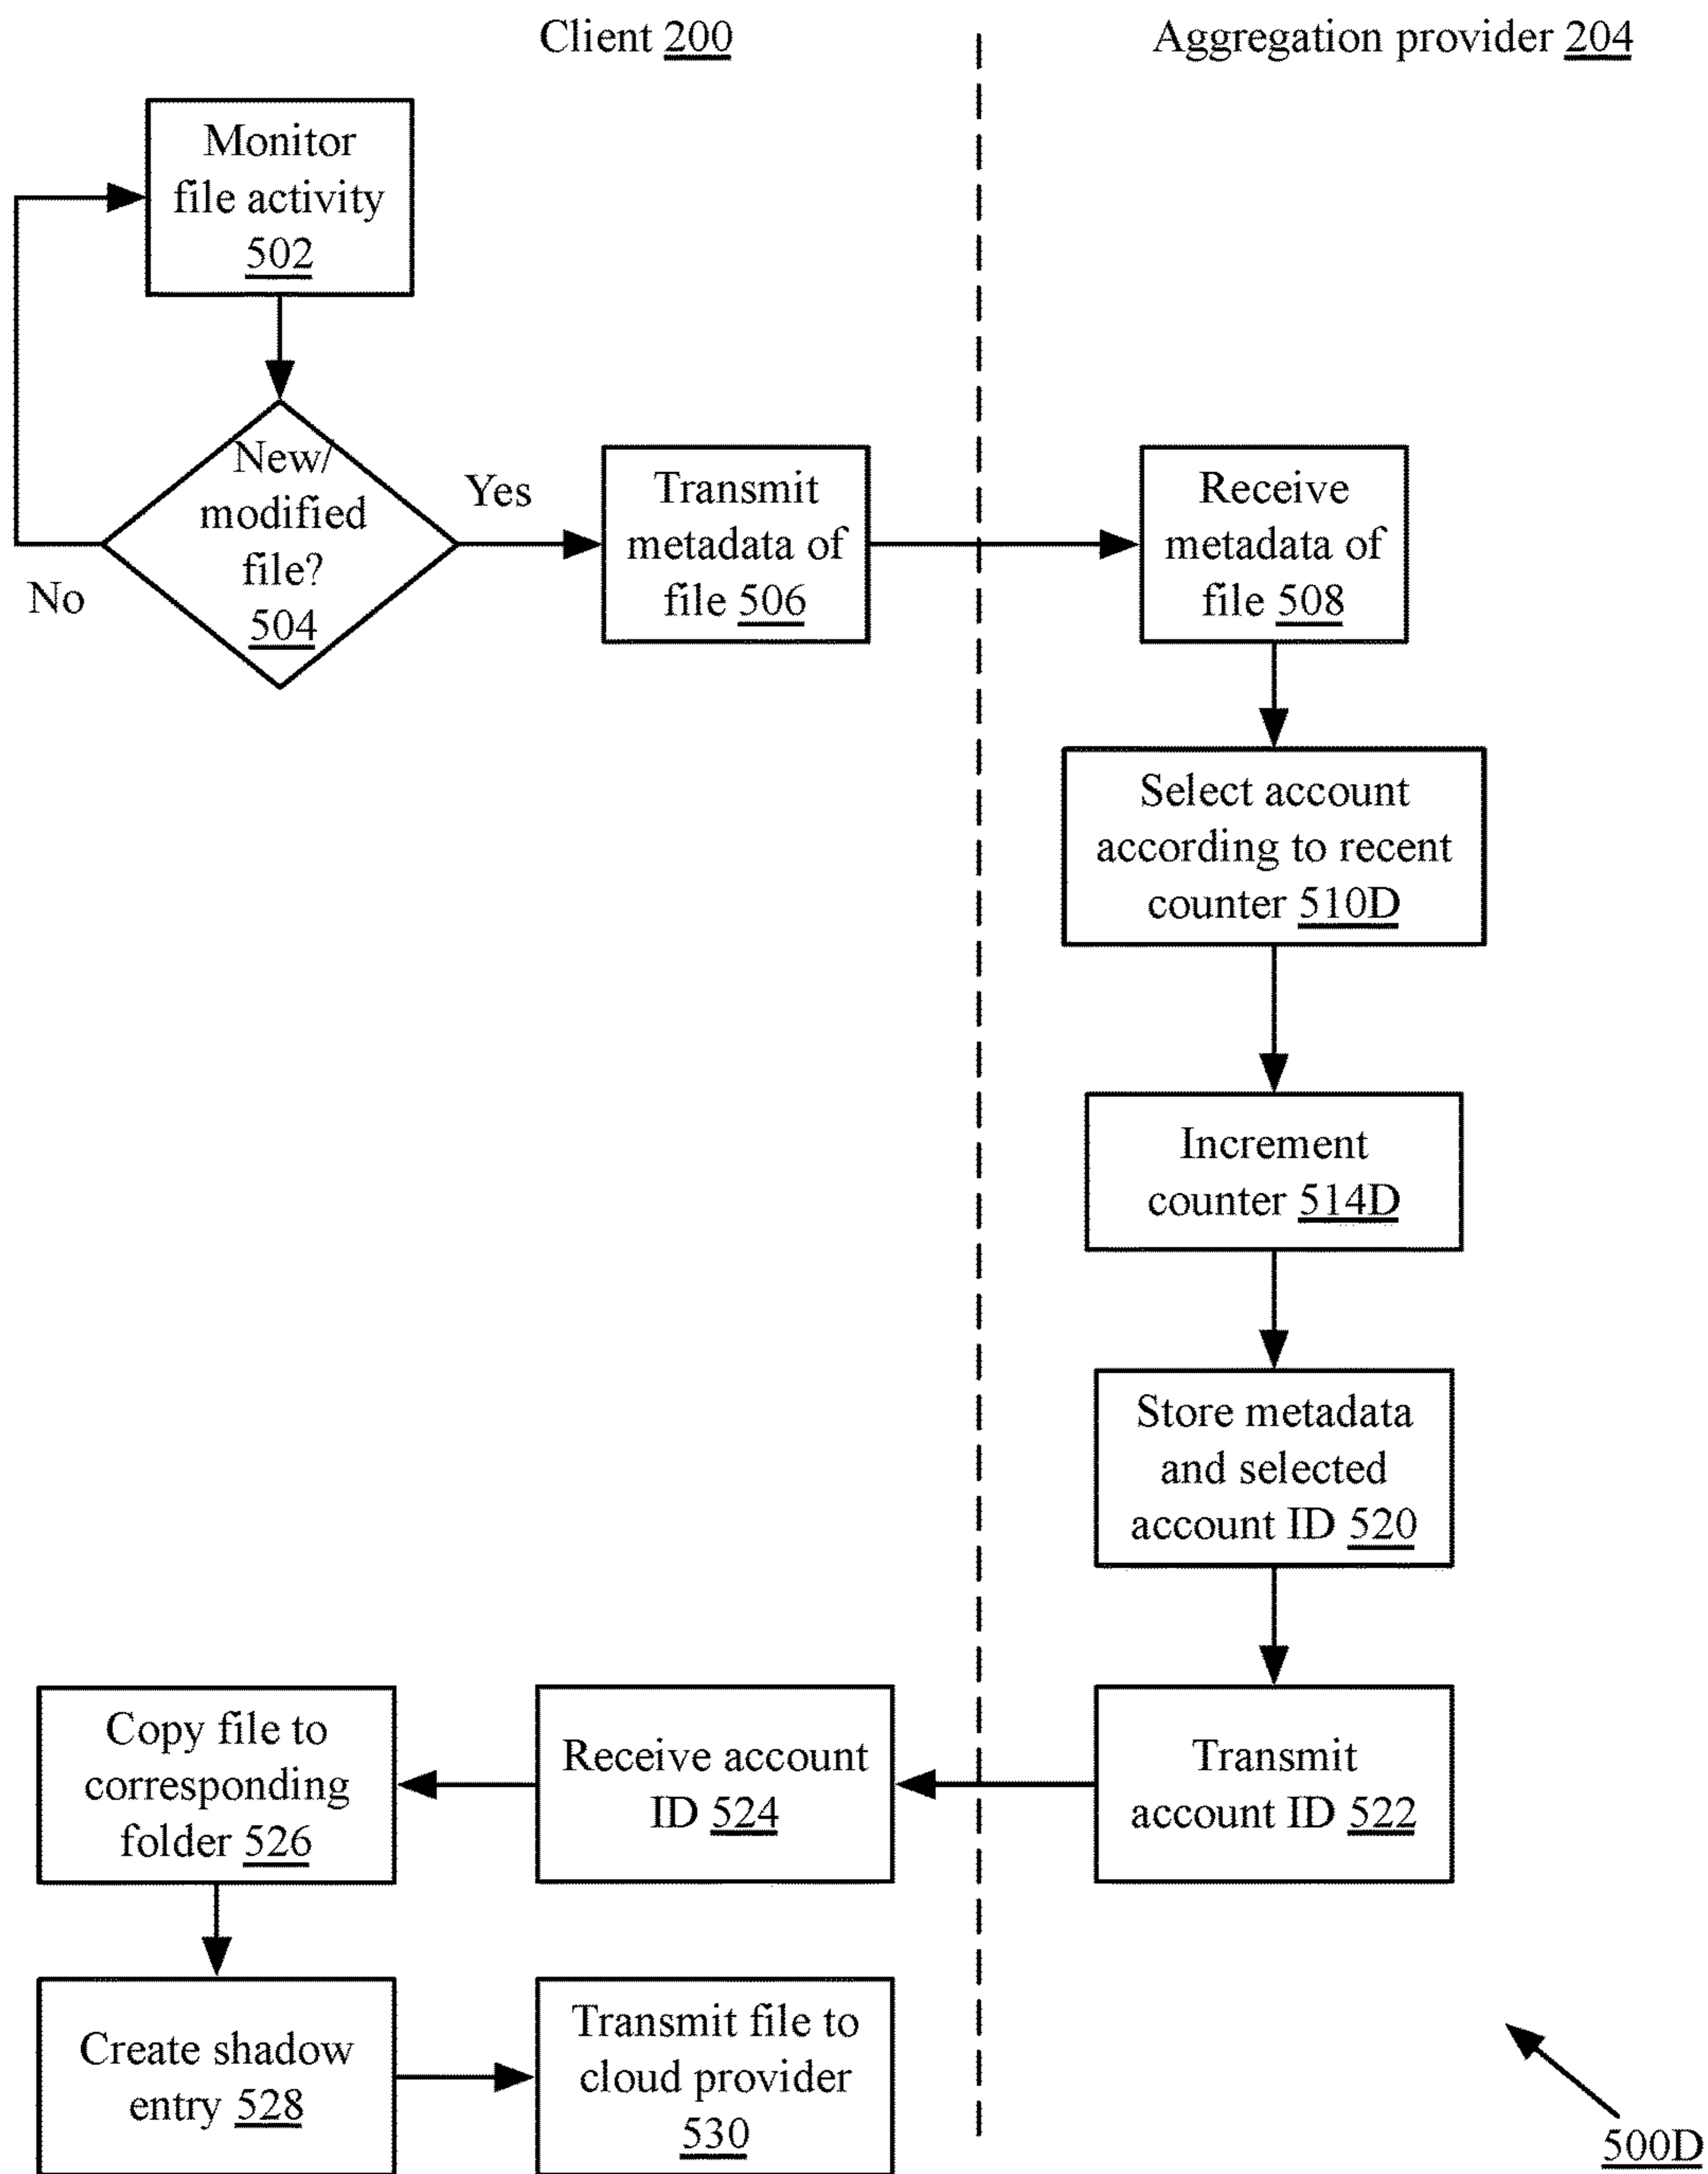 Client 200
Aggregation provider 204
Monitor
file activity
502
New/
modified
file?
504
No
Yes
Transmit
metadata of
file 506
Receive
metadata of
file 508
Select account
according to recent
counter 510D
Increment
counter 514D
Store metadata
and selected
account ID 520
Transmit
account ID 522
Receive account
ID 524
Copy file to
corresponding
folder 526
Create shadow
entry 528
Transmit file to
cloud provider
530
500D